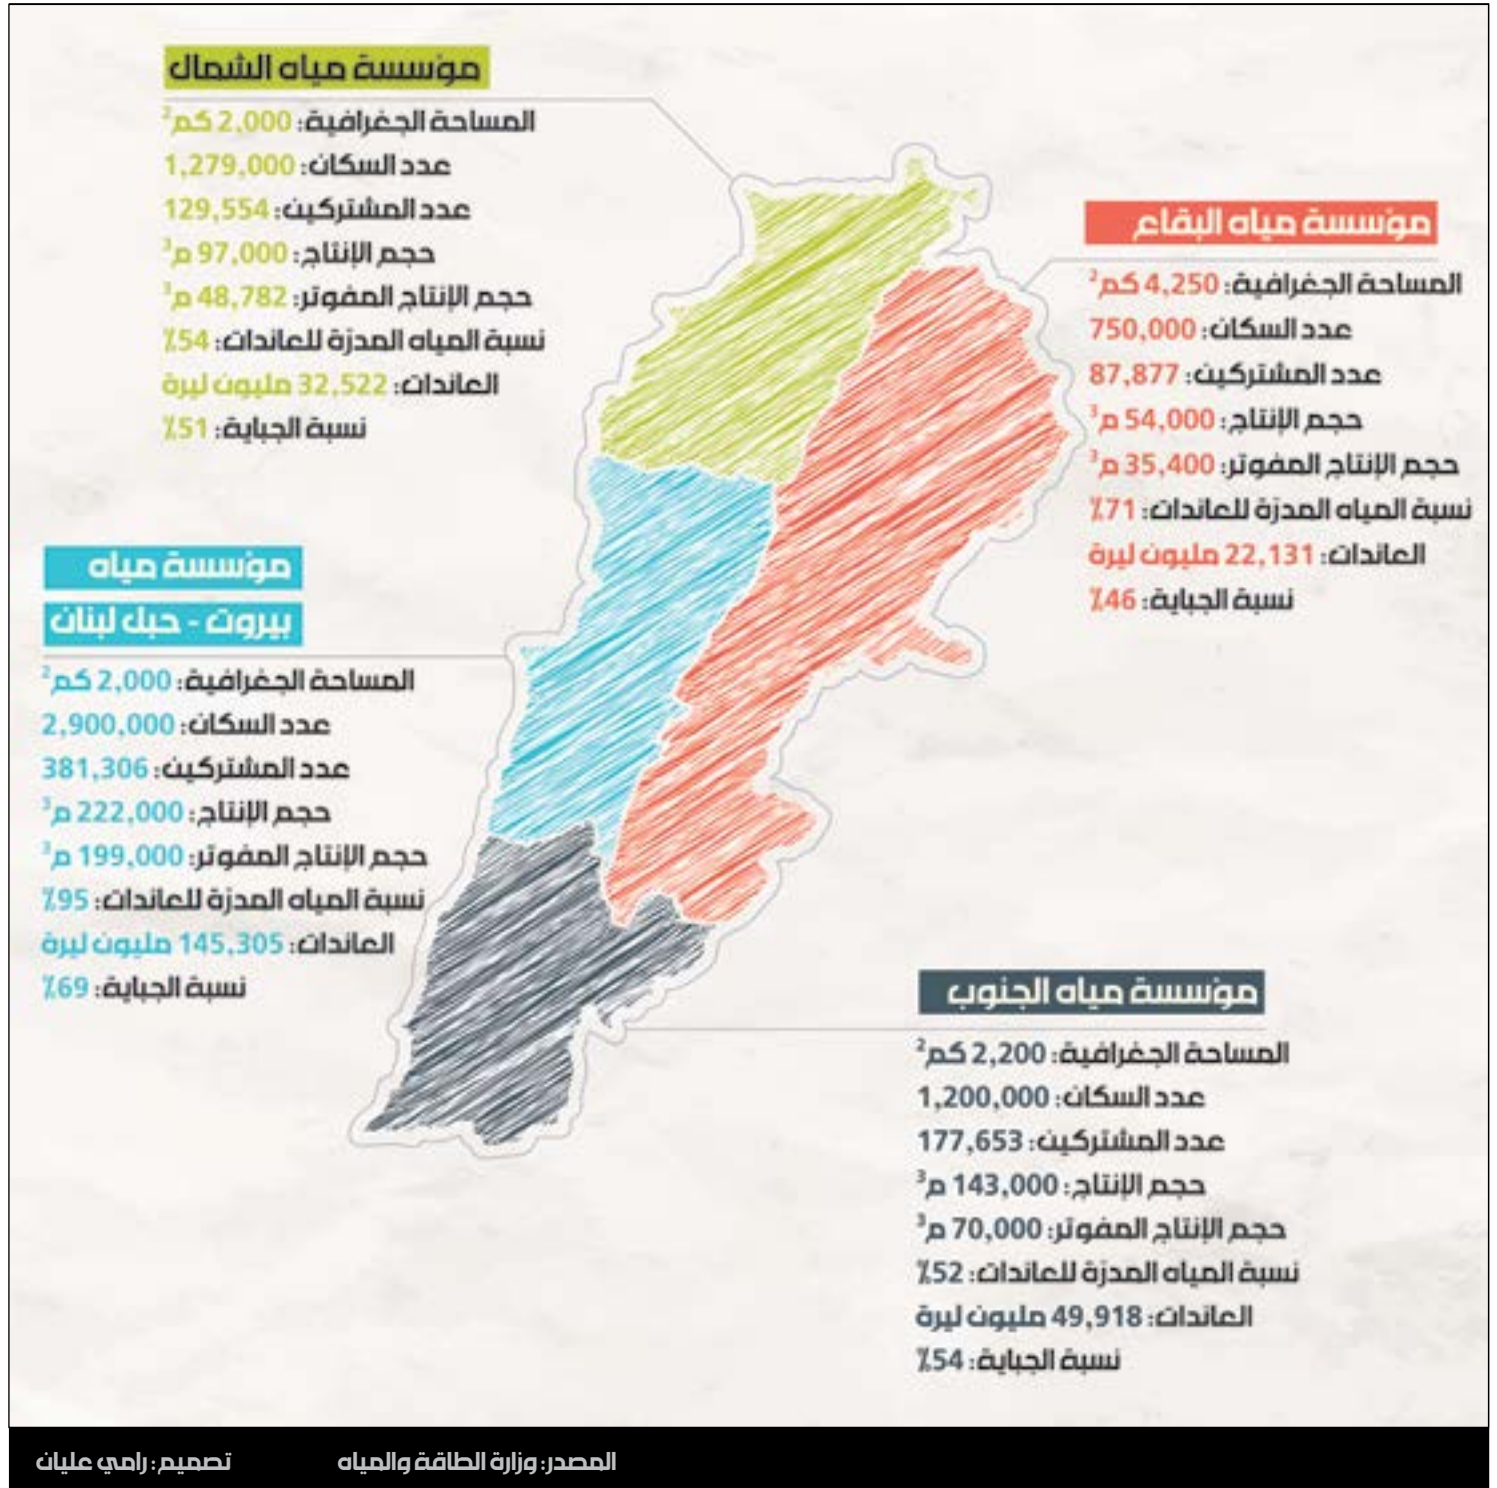 مؤسسة مياه الشمال
المساحة الجغرافية: 2,000 كم²
عدد السكان: 1,279,000
عدد المشتركين: 129,554
حجم الإنتاج: 97,000 م³
حجم الإنتاج المفوتر: 48,782 م³
نسبة المياه المدرّة للعائدات: 54٪
العائدات: 32,522 مليون ليرة
نسبة الجباية: 51٪
مؤسسة مياه البقاع
المساحة الجغرافية: 4,250 كم²
عدد السكان: 750,000
عدد المشتركين: 87,877
حجم الإنتاج: 54,000 م³
حجم الإنتاج المفوتر: 35,400 م³
نسبة المياه المدرّة للعائدات: 71٪
العائدات: 22,131 مليون ليرة
نسبة الجباية: 46٪
مؤسسة مياه
بيروت - جبل لبنان
المساحة الجغرافية: 2,000 كم²
عدد السكان: 2,900,000
عدد المشتركين: 381,306
حجم الإنتاج: 222,000 م³
حجم الإنتاج المفوتر: 199,000 م³
نسبة المياه المدرّة للعائدات: 95٪
العائدات: 145,305 مليون ليرة
نسبة الجباية: 69٪
مؤسسة مياه الجنوب
المساحة الجغرافية: 2,200 كم²
عدد السكان: 1,200,000
عدد المشتركين: 177,653
حجم الإنتاج: 143,000 م³
حجم الإنتاج المفوتر: 70,000 م³
نسبة المياه المدرّة للعائدات: 52٪
العائدات: 49,918 مليون ليرة
نسبة الجباية: 54٪
المصدر: وزارة الطاقة والمياه
تصميم: رامي عليان